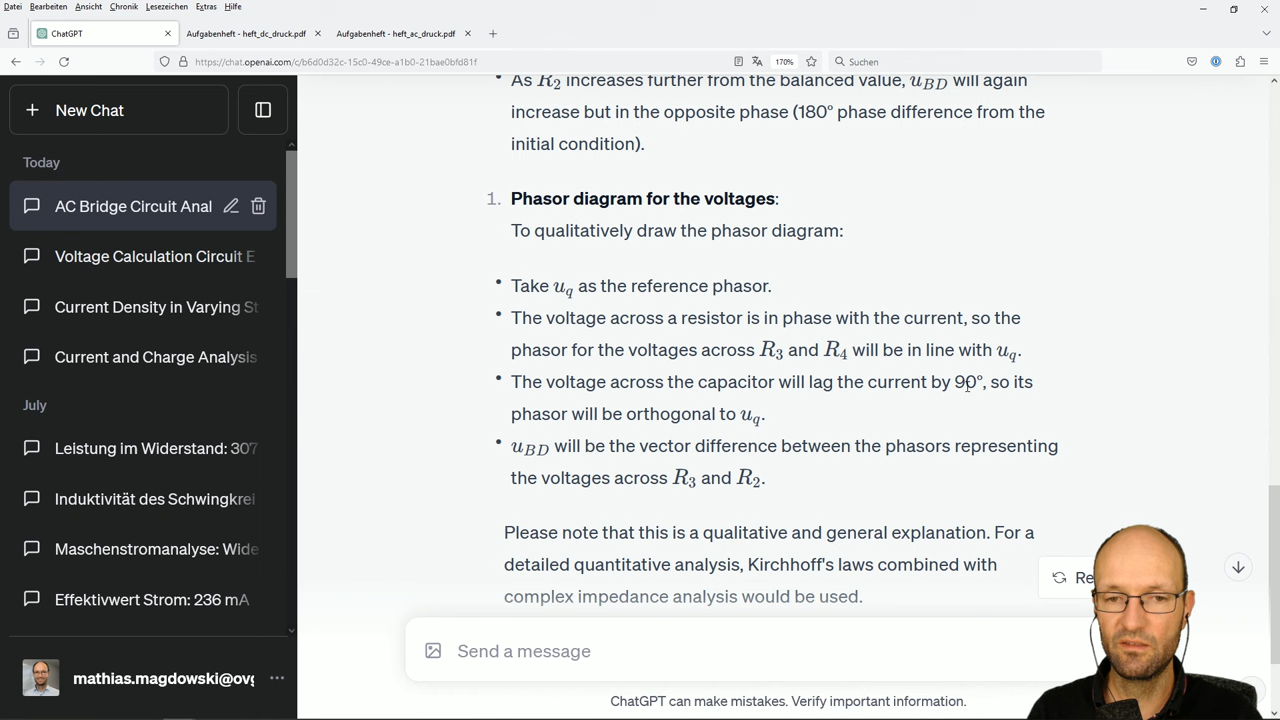 Datei Bearbeiten Ansicht Chronik Lesezeichen Extras Hilfe
ChatGPT Aufgabenheft - heft_dc_druck.pdf Aufgabenheft - heft_ac_druck.pdf
https://chat.openai.com/c/b6d0d32c-15c0-49ce-a1b0-21bae0bfd81f 170% Suchen
New Chat
Today
AC Bridge Circuit Anal
Voltage Calculation Circuit E
Current Density in Varying St
Current and Charge Analysis
July
Leistung im Widerstand: 307
Induktivität des Schwingkrei
Maschenstromanalyse: Wide
Effektivwert Strom: 236 mA
mathias.magdowski@ovg
• As R2 increases further from the balanced value, uBD will again
increase but in the opposite phase (180° phase difference from the
initial condition).
1. Phasor diagram for the voltages:
To qualitatively draw the phasor diagram:
• Take uq as the reference phasor.
• The voltage across a resistor is in phase with the current, so the
phasor for the voltages across R3 and R4 will be in line with uq.
• The voltage across the capacitor will lag the current by 90°, so its
phasor will be orthogonal to uq.
• uBD will be the vector difference between the phasors representing
the voltages across R3 and R2.
Please note that this is a qualitative and general explanation. For a
detailed quantitative analysis, Kirchhoff's laws combined with
complex impedance analysis would be used.
Re
Send a message
ChatGPT can make mistakes. Verify important information.